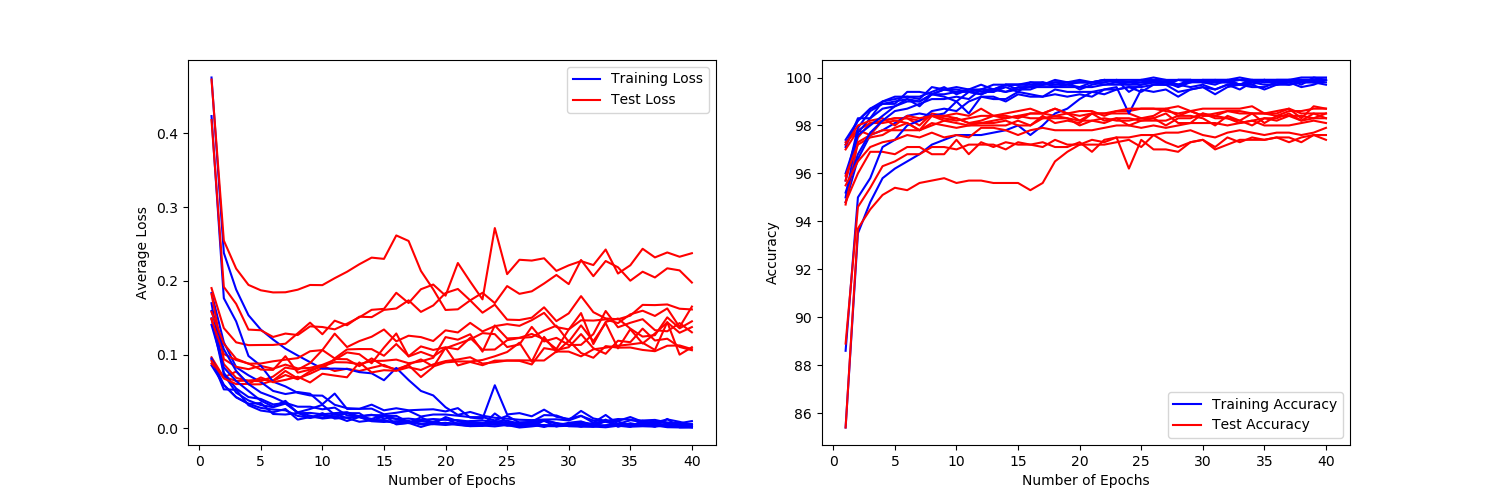 Training Loss
Test Loss
Average Loss
0.4
0.3
0.2
0.1
0.0
0 5 10 15 20 25 30 35 40
Number of Epochs
Accuracy
100
98
96
94
92
90
88
86
Training Accuracy
Test Accuracy
0 5 10 15 20 25 30 35 40
Number of Epochs